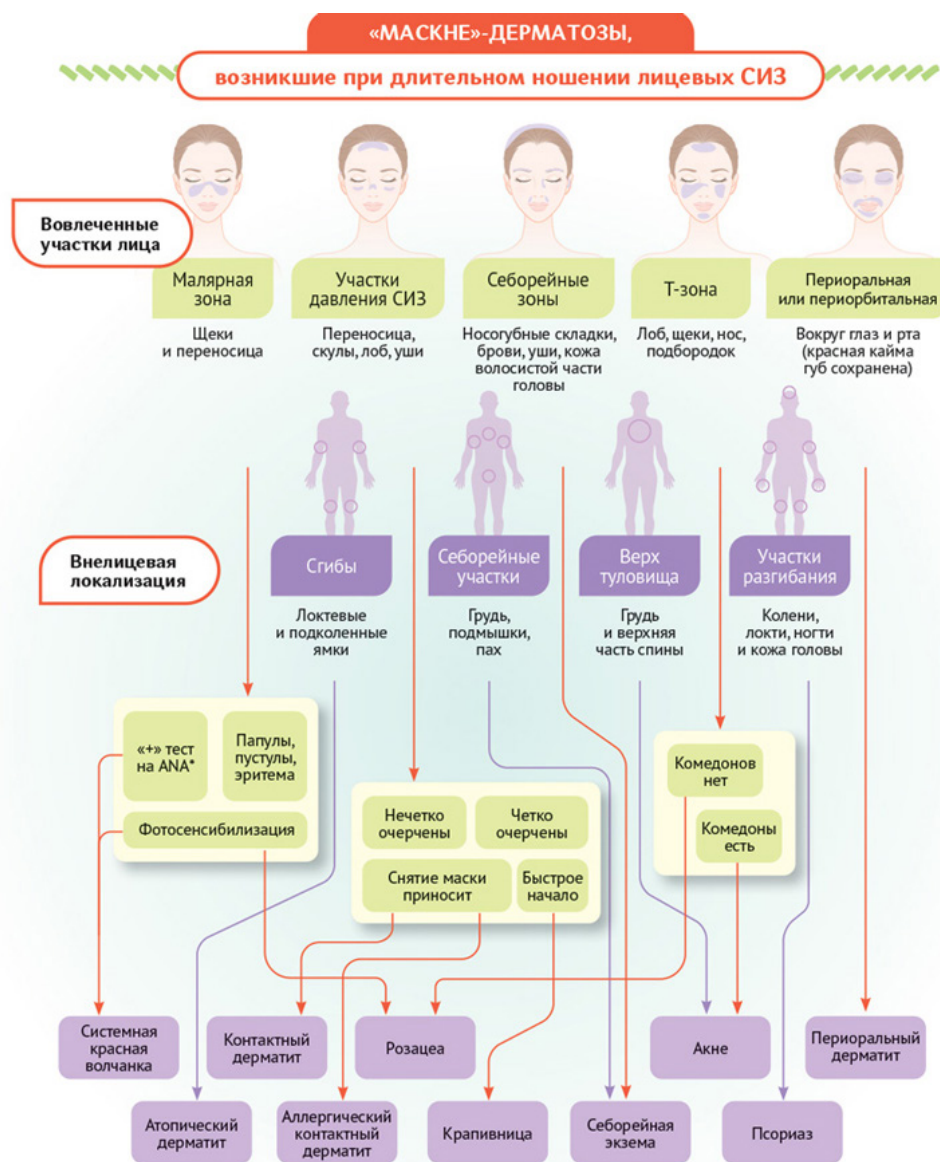 «МАСКНЕ»-ДЕРМАТОЗЫ,
возникшие при длительном ношении лицевых СИЗ
Вовлеченные
участки лица
Малярная
зона
Участки
давления СИЗ
Себорейные
зоны
Т-зона
Периоральная
или периорбитальная
Щеки
и переносица
Переносица,
скулы, лоб, уши
Носогубные складки,
брови, уши, кожа
волосистой части
головы
Лоб, щеки, нос,
подбородок
Вокруг глаз и рта
(красная кайма
губ сохранена)
Внелицевая
локализация
Сгибы
Себорейные
участки
Верх
туловища
Участки
разгибания
Локтевые
и подколенные
ямки
Грудь,
подмышки,
пах
Грудь
и верхняя
часть спины
Колени,
локти, ногти
и кожа головы
«+» тест
на ANA*
Папулы,
пустулы,
эритема
Фотосенсибилизация
Нечетко
очерчены
Четко
очерчены
Снятие маски
приносит
Быстрое
начало
Комедонов
нет
Комедоны
есть
Системная
красная
волчанка
Контактный
дерматит
Розацеа
Акне
Периоральный
дерматит
Атопический
дерматит
Аллергический
контактный
дерматит
Крапивница
Себорейная
экзема
Псориаз